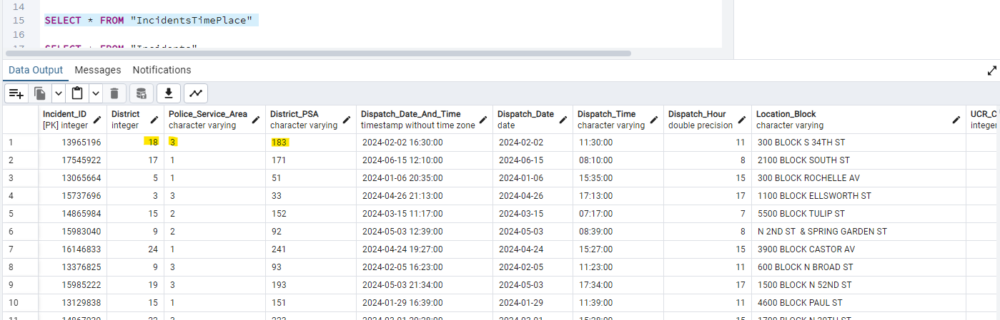 14
15 SELECT * FROM "IncidentsTimePlace"
16
17 SELECT * FROM "Incidents"
Data Output Messages Notifications
Incident_ID District Police_Service_Area District_PSA Dispatch_Date_And_Time Dispatch_Date Dispatch_Time Dispatch_Hour Location_Block UCR_C
[PK] integer integer character varying character varying timestamp without time zone date character varying double precision character varying integer
1 13965196 18 3 183 2024-02-02 16:30:00 2024-02-02 11:30:00 11 300 BLOCK S 34TH ST
2 17545922 17 1 171 2024-06-15 12:10:00 2024-06-15 08:10:00 8 2100 BLOCK SOUTH ST
3 13065664 5 1 51 2024-01-06 20:35:00 2024-01-06 15:35:00 15 300 BLOCK ROCHELLE AV
4 15737696 3 3 33 2024-04-26 21:13:00 2024-04-26 17:13:00 17 1100 BLOCK ELLSWORTH ST
5 14865984 15 2 152 2024-03-15 11:17:00 2024-03-15 07:17:00 7 5500 BLOCK TULIP ST
6 15983040 9 2 92 2024-05-03 12:39:00 2024-05-03 08:39:00 8 N 2ND ST  & SPRING GARDEN ST
7 16146833 24 1 241 2024-04-24 19:27:00 2024-04-24 15:27:00 15 3900 BLOCK CASTOR AV
8 13376825 9 3 93 2024-02-05 16:23:00 2024-02-05 11:23:00 11 600 BLOCK N BROAD ST
9 15985222 19 3 193 2024-05-03 21:34:00 2024-05-03 17:34:00 17 1500 BLOCK N 52ND ST
10 13129838 15 1 151 2024-01-29 16:39:00 2024-01-29 11:39:00 11 4600 BLOCK PAUL ST